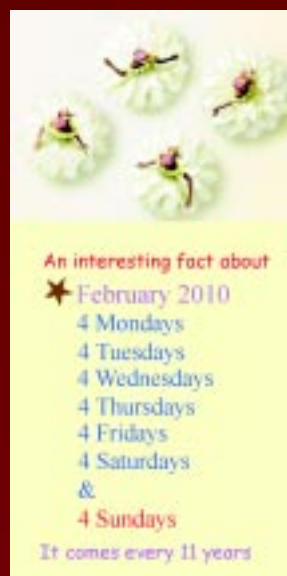 An interesting fact about
February 2010
4 Mondays
4 Tuesdays
4 Wednesdays
4 Thursdays
4 Fridays
4 Saturdays
&
4 Sundays
It comes every 11 years